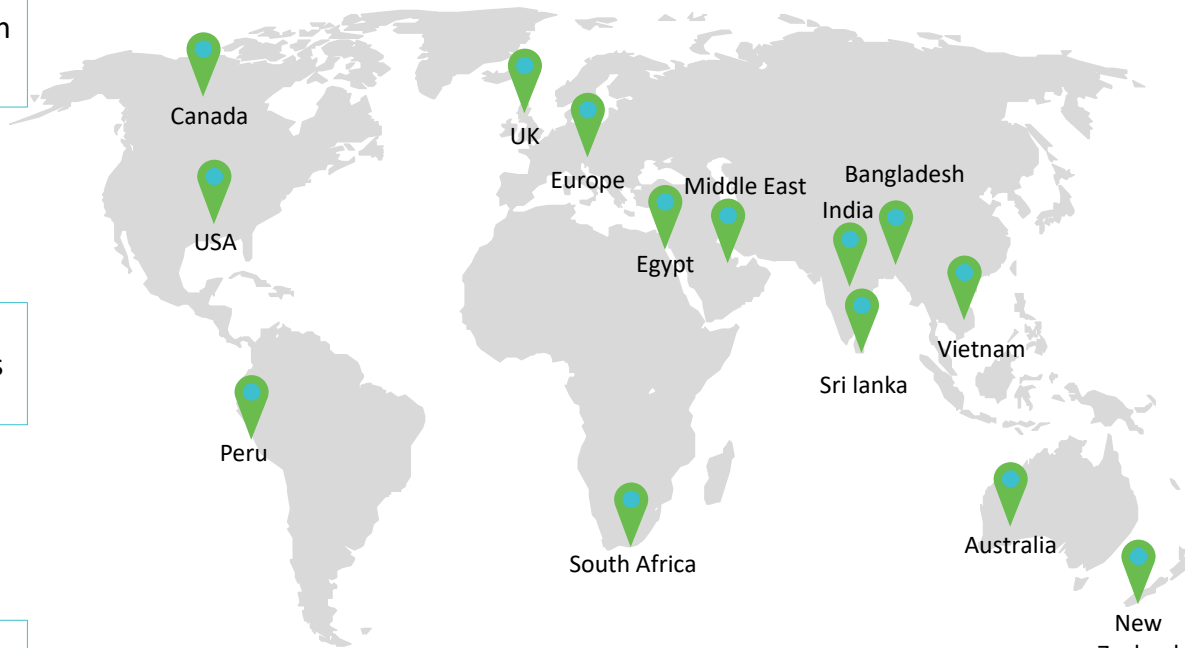 n
Canada
UK
Europe
Middle East
Bangladesh
India
USA
Egypt
Vietnam
s
Sri lanka
Peru
Australia
South Africa
New